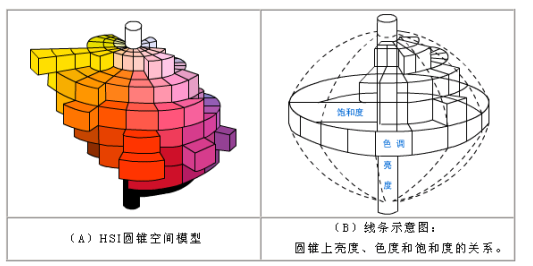 饱和度
色 调
亮
度
(A)HSI圆锥空间模型
(B)线条示意图：
圆锥上亮度、色度和饱和度的关系。